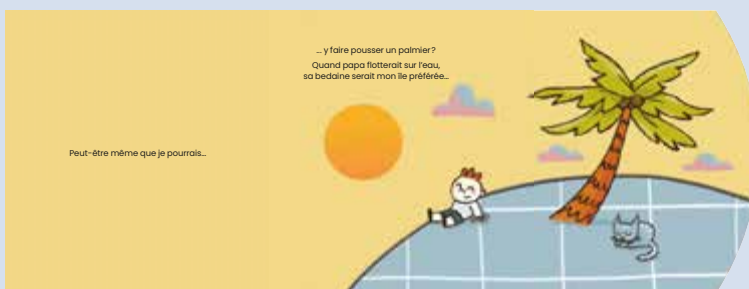 Peut-être même que je pourrais...
... y faire pousser un palmier?
Quand papa flotterait sur l'eau,
sa bedaine serait mon île préférée...